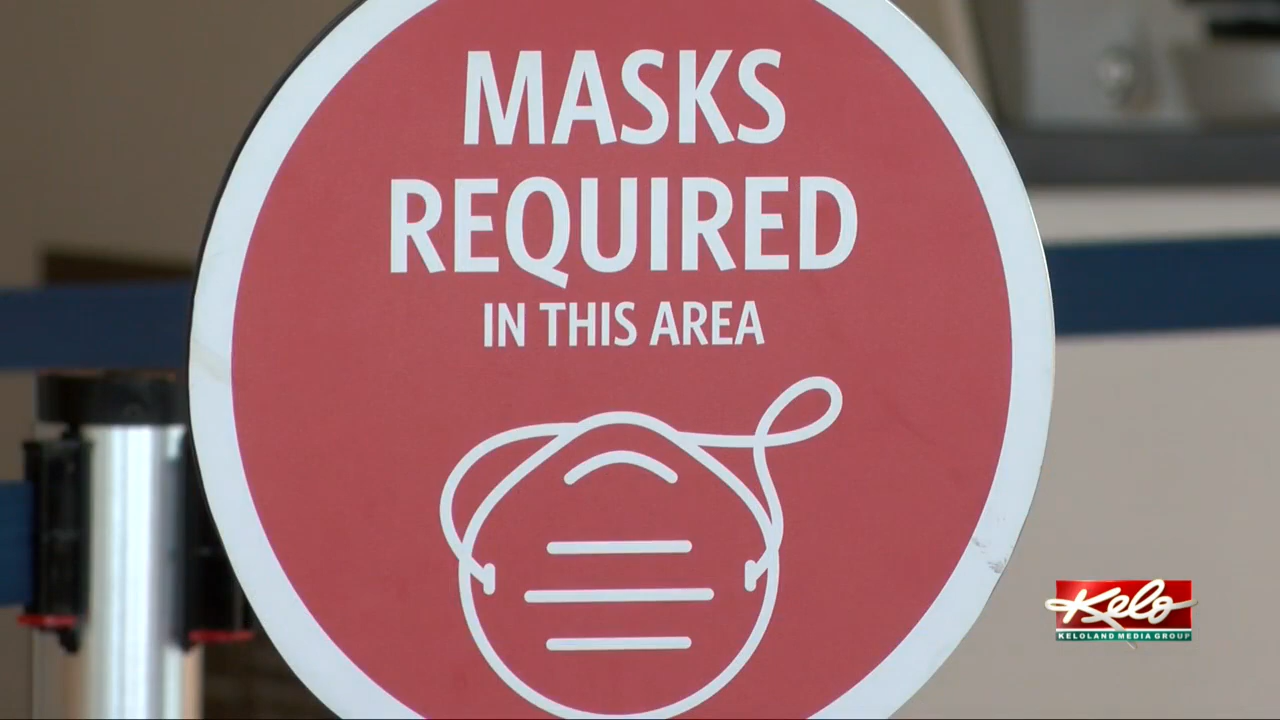 MASKS
REQUIRED
IN THIS AREA
Kelo
KELOLAND MEDIA GROUP